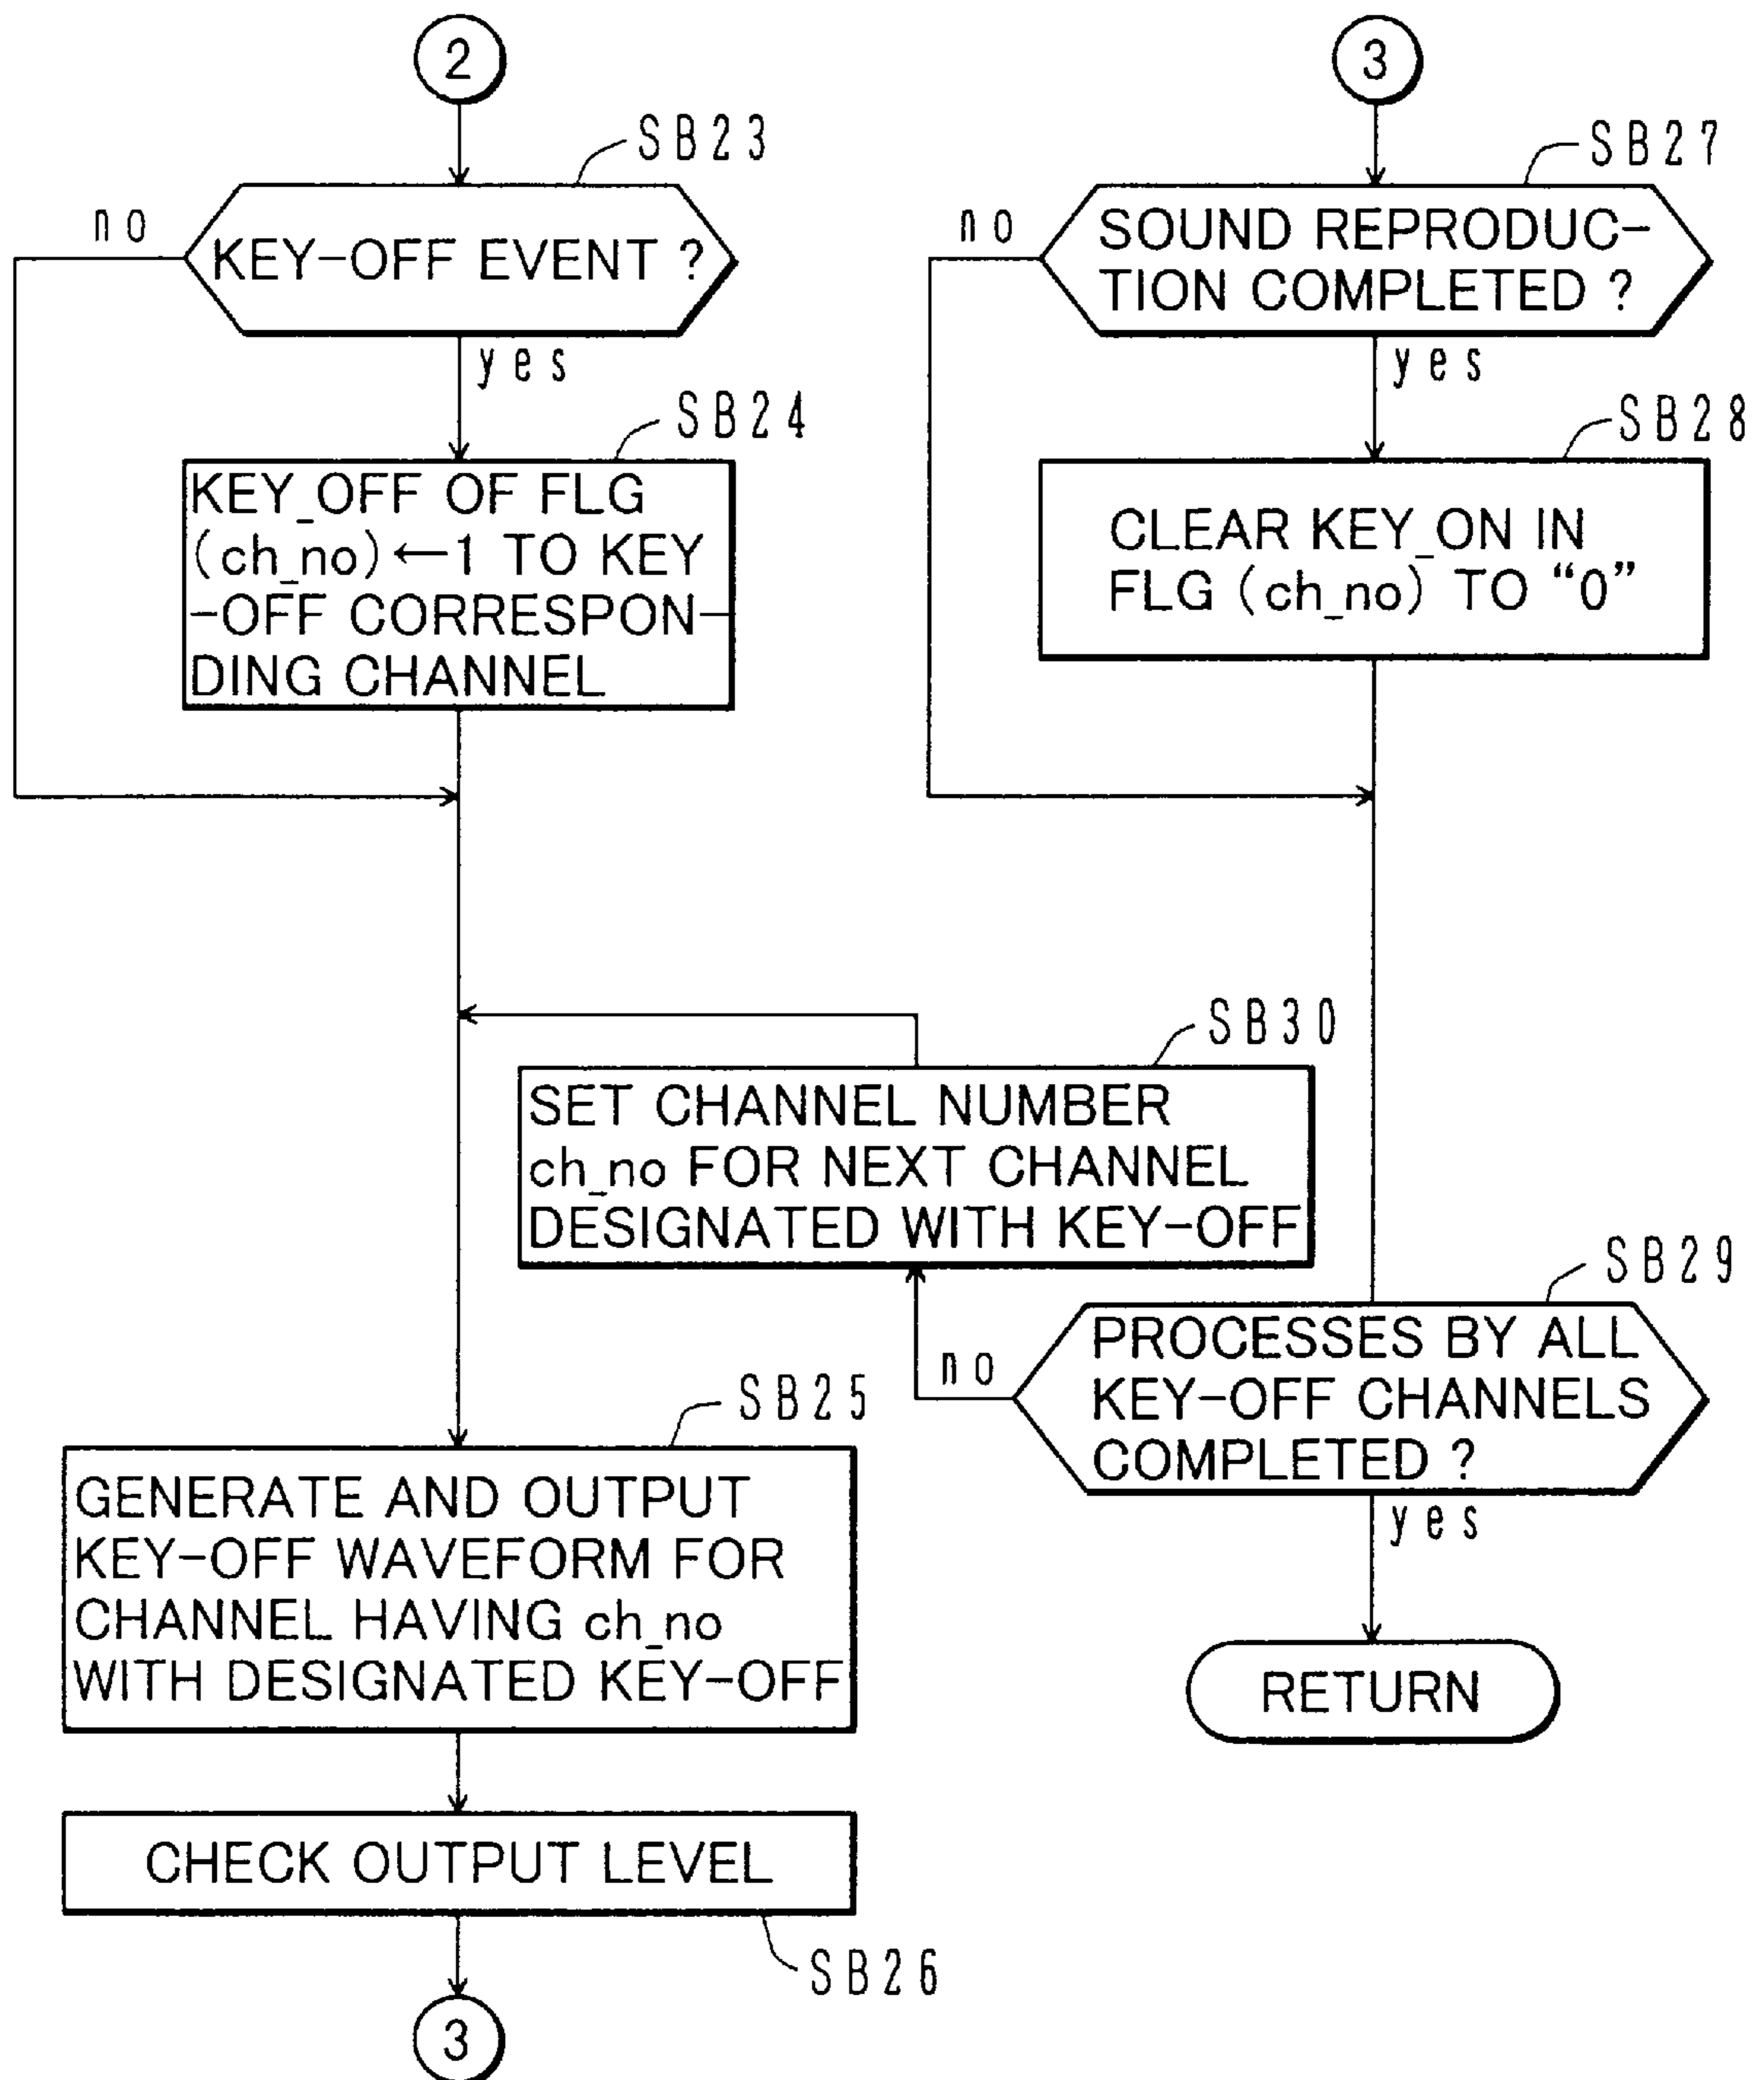 2
SB23
no
KEY-OFF EVENT ?
yes
SB24
KEY_OFF OF FLG
(ch_no)←1 TO KEY
-OFF CORRESPON-
DING CHANNEL
SB25
GENERATE AND OUTPUT
KEY-OFF WAVEFORM FOR
CHANNEL HAVING ch_no
WITH DESIGNATED KEY-OFF
CHECK OUTPUT LEVEL
SB26
3
3
SB27
no
SOUND REPRODUC-
TION COMPLETED ?
yes
SB28
CLEAR KEY_ON IN
FLG (ch_no) TO “0”
SB30
SET CHANNEL NUMBER
ch_no FOR NEXT CHANNEL
DESIGNATED WITH KEY-OFF
SB29
no
PROCESSES BY ALL
KEY-OFF CHANNELS
COMPLETED ?
yes
RETURN